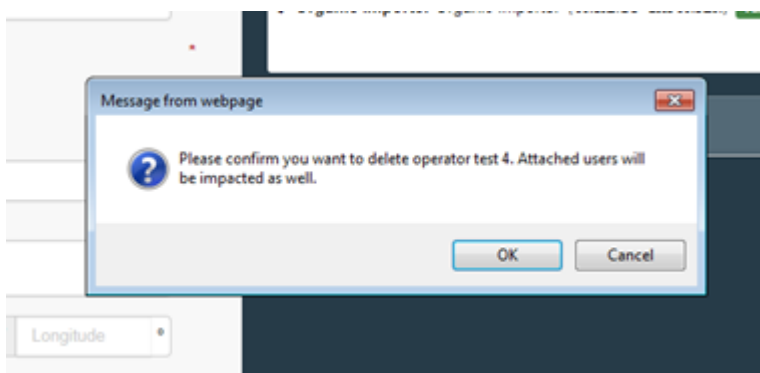 Message from webpage
Please confirm you want to delete operator test 4. Attached users will
be impacted as well.
OK Cancel
Longitude